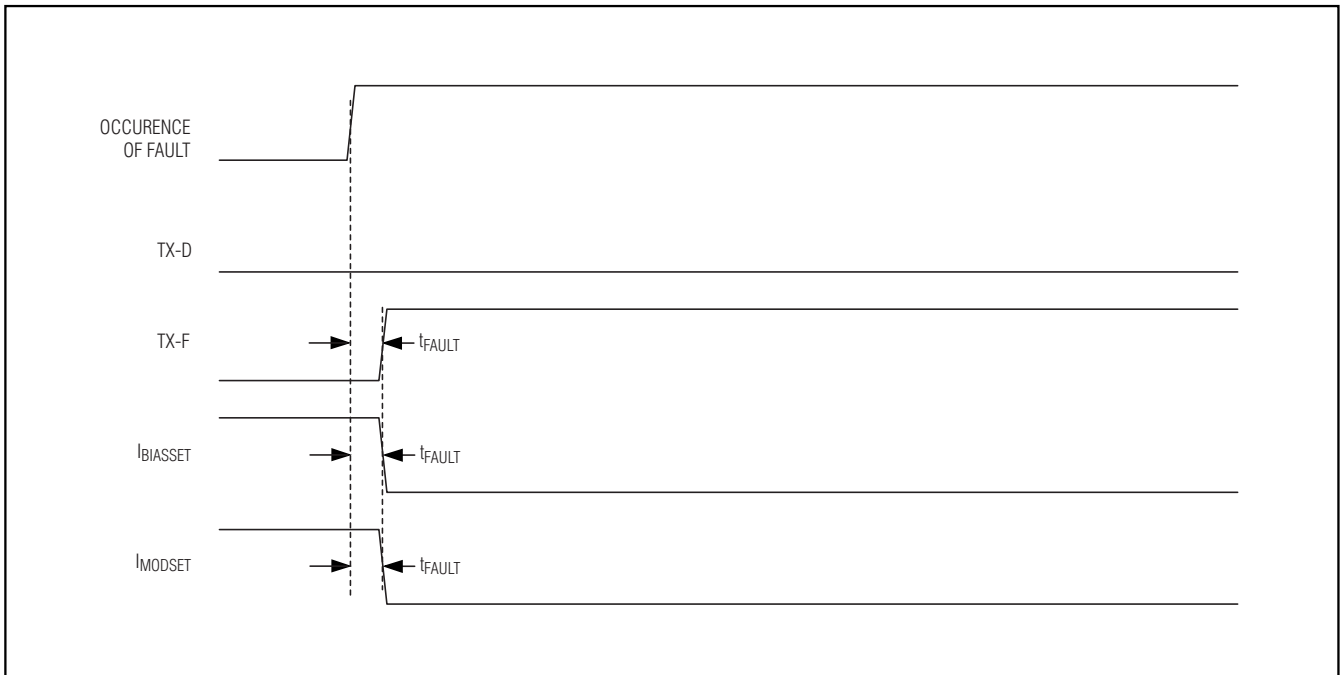 OCCURENCE
OF FAULT
TX-D
TX-F
tFAULT
IBIASSET
tFAULT
IMODSET
tFAULT